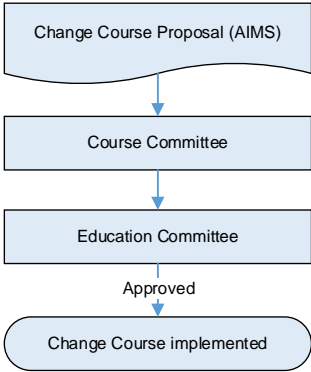 Change Course Proposal (AIMS)
Course Committee
Education Committee
Approved
Change Course implemented